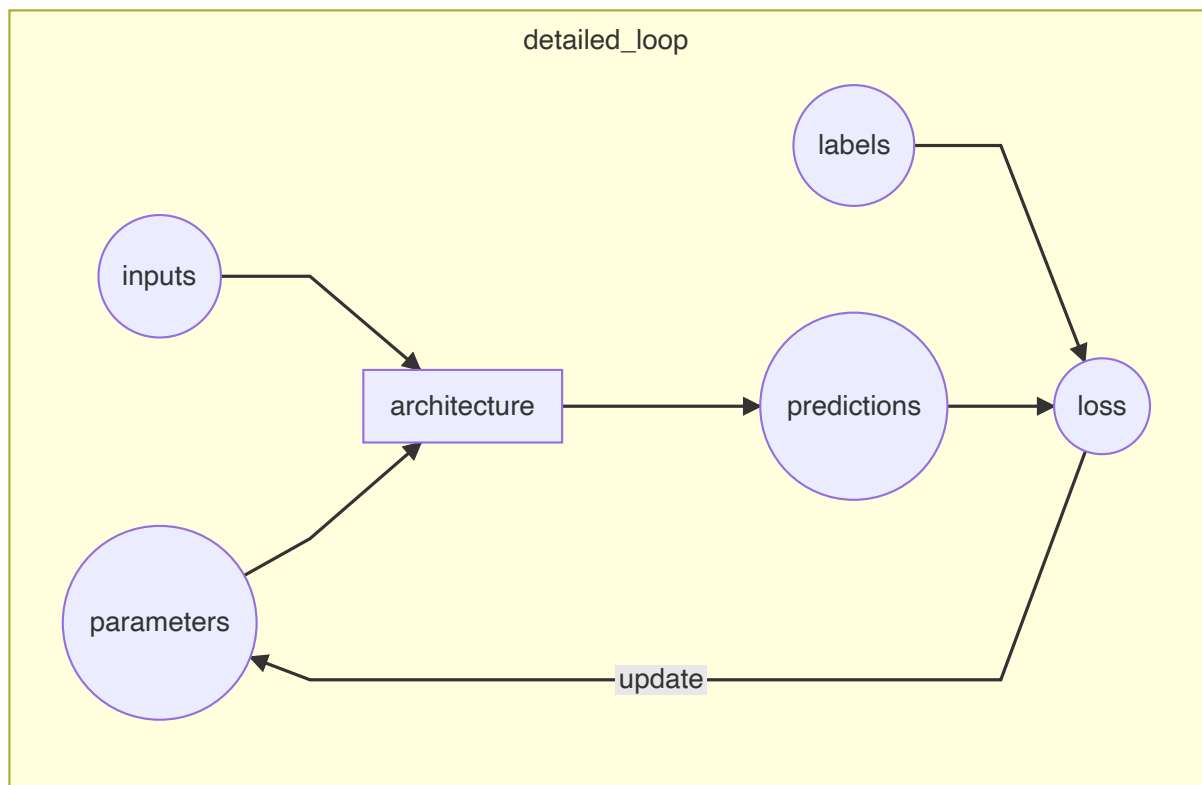 detailed_loop
labels
inputs
architecture
predictions
loss
parameters
update